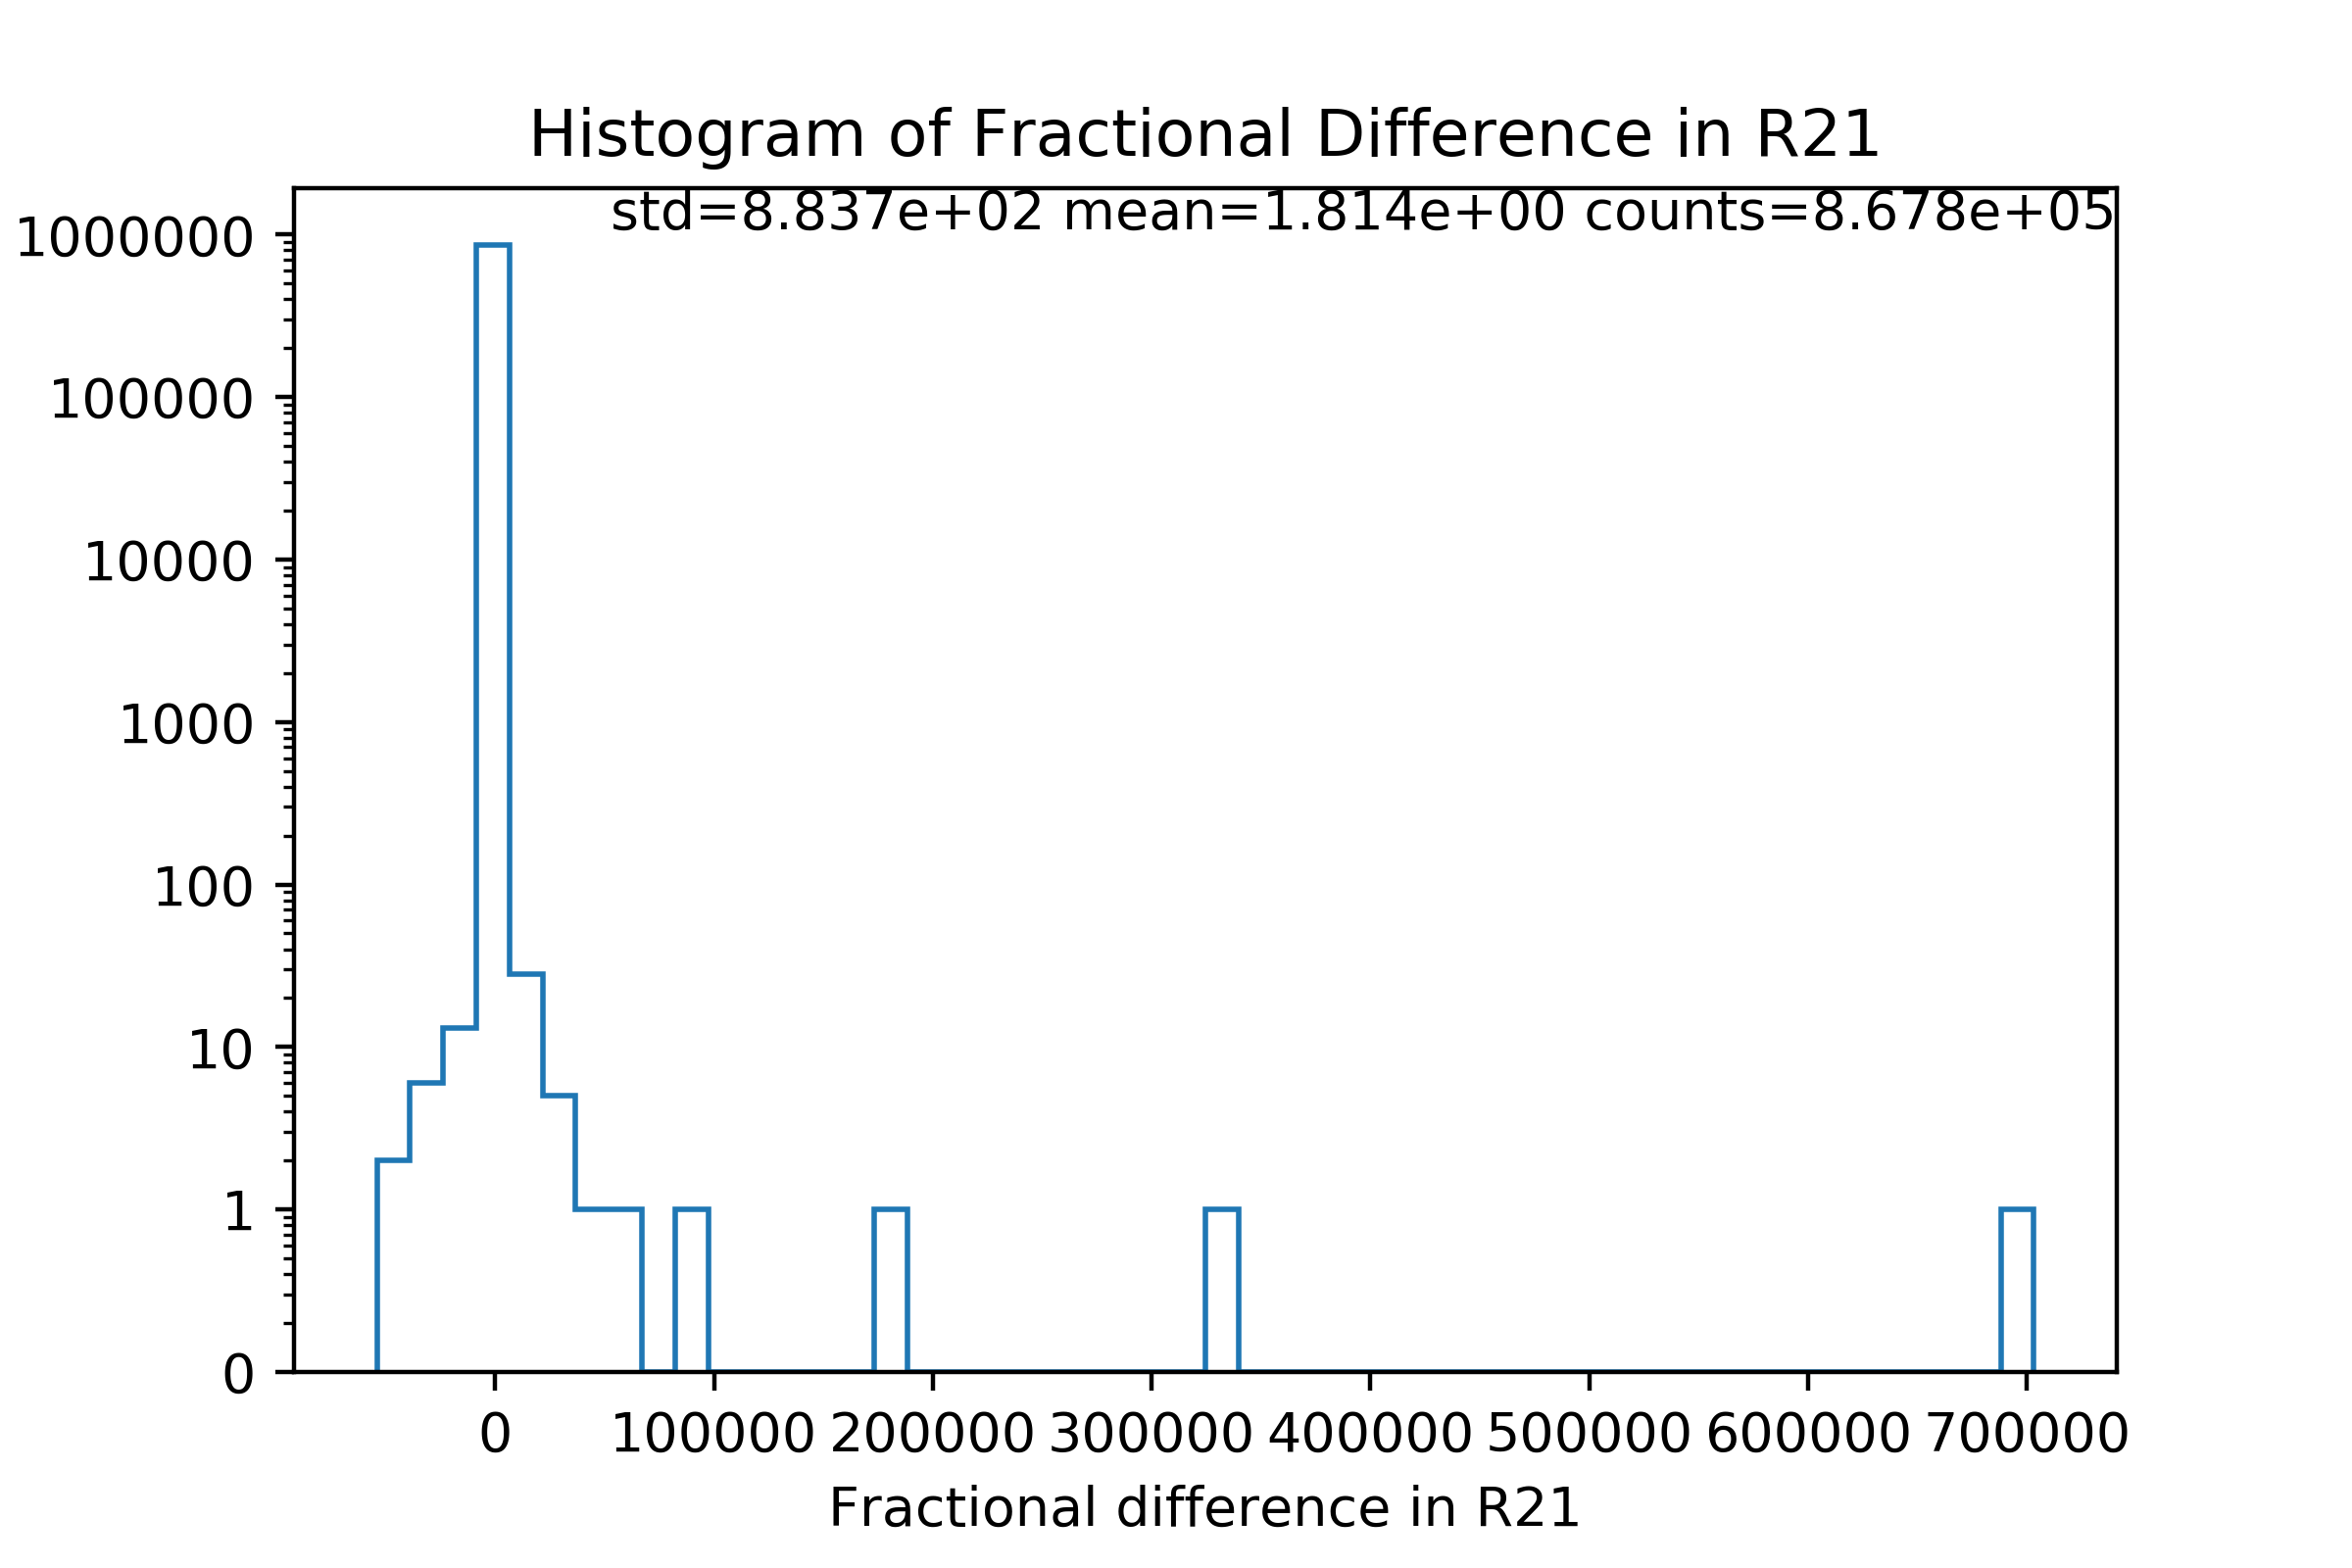 Histogram of Fractional Difference in R21
std=8.837e+02 mean=1.814e+00 counts=8.678e+05
1000000
100000
10000
1000
100
10
1
0
0 100000 200000 300000 400000 500000 600000 700000
Fractional difference in R21